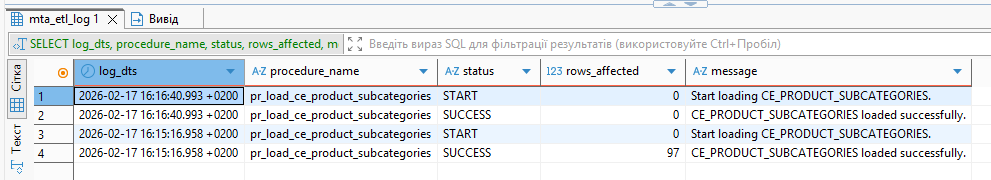 mta_etl_log 1 Вивід
SELECT log_dts, procedure_name, status, rows_affected, m Введіть вираз SQL для фільтрації результатів (використовуйте Ctrl+Пробіл)
Сітка
Текст
log_dts A-Z procedure_name A-Z status 123 rows_affected A-Z message
1 2026-02-17 16:16:40.993 +0200 pr_load_ce_product_subcategories START 0 Start loading CE_PRODUCT_SUBCATEGORIES.
2 2026-02-17 16:16:40.993 +0200 pr_load_ce_product_subcategories SUCCESS 0 CE_PRODUCT_SUBCATEGORIES loaded successfully.
3 2026-02-17 16:15:16.958 +0200 pr_load_ce_product_subcategories START 0 Start loading CE_PRODUCT_SUBCATEGORIES.
4 2026-02-17 16:15:16.958 +0200 pr_load_ce_product_subcategories SUCCESS 97 CE_PRODUCT_SUBCATEGORIES loaded successfully.